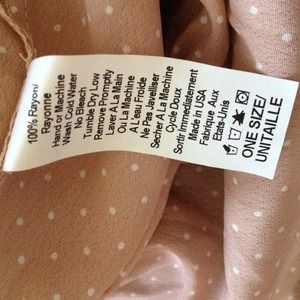 100% Rayon/
Rayonne
Hand or Machine
Wash Cold Water
No Bleach
Tumble Dry Low
Remove Promptly
Laver A La Main
Ou La Machine
A L'eau Froide
Ne Pas Javelliser
Secher A La Machine
Cycle Doux
Sortir Immediatement
Made in USA
Fabrique Aux
Etats-Unis
ONE SIZE/
UNITAILLE